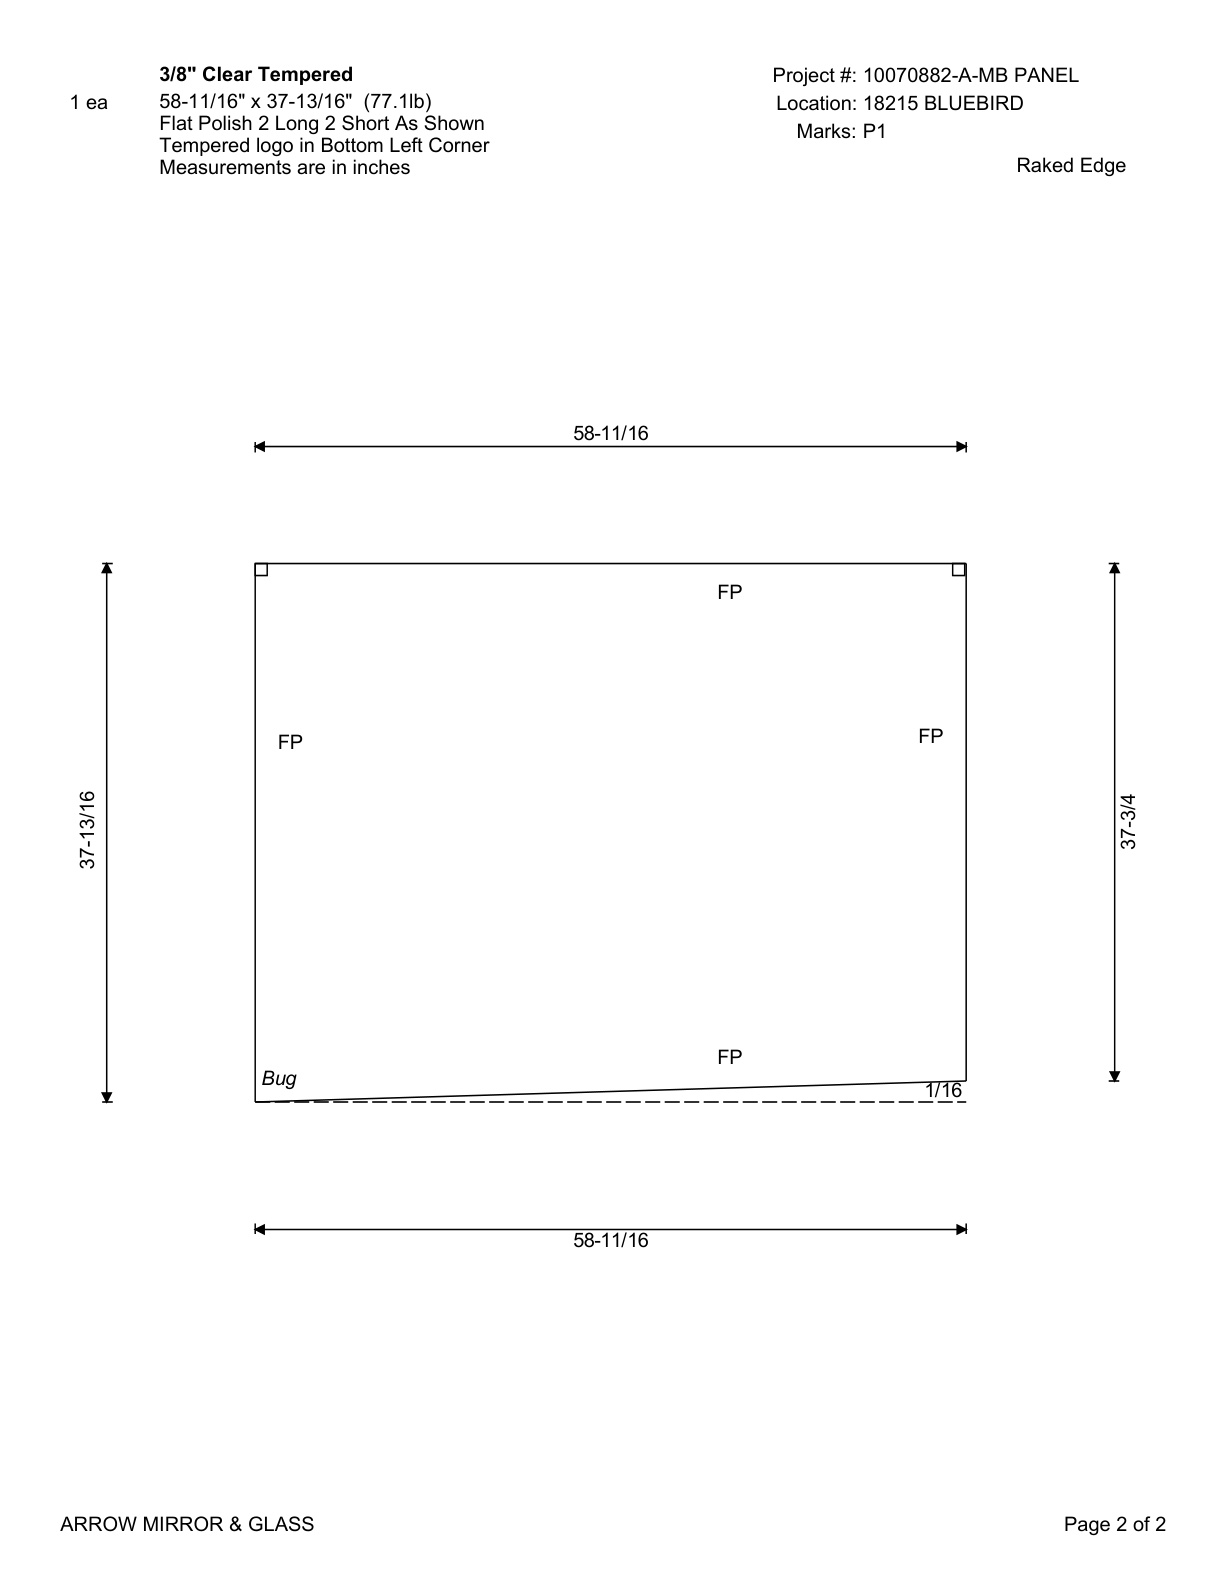 3/8" Clear Tempered
1 ea
58-11/16" x 37-13/16"  (77.1lb)
Flat Polish 2 Long 2 Short As Shown
Tempered logo in Bottom Left Corner
Measurements are in inches
Project #: 10070882-A-MB PANEL
Location: 18215 BLUEBIRD
Marks: P1
Raked Edge
58-11/16
FP
FP
FP
37-13/16
37-3/4
FP
Bug
1/16
58-11/16
ARROW MIRROR & GLASS
Page 2 of 2